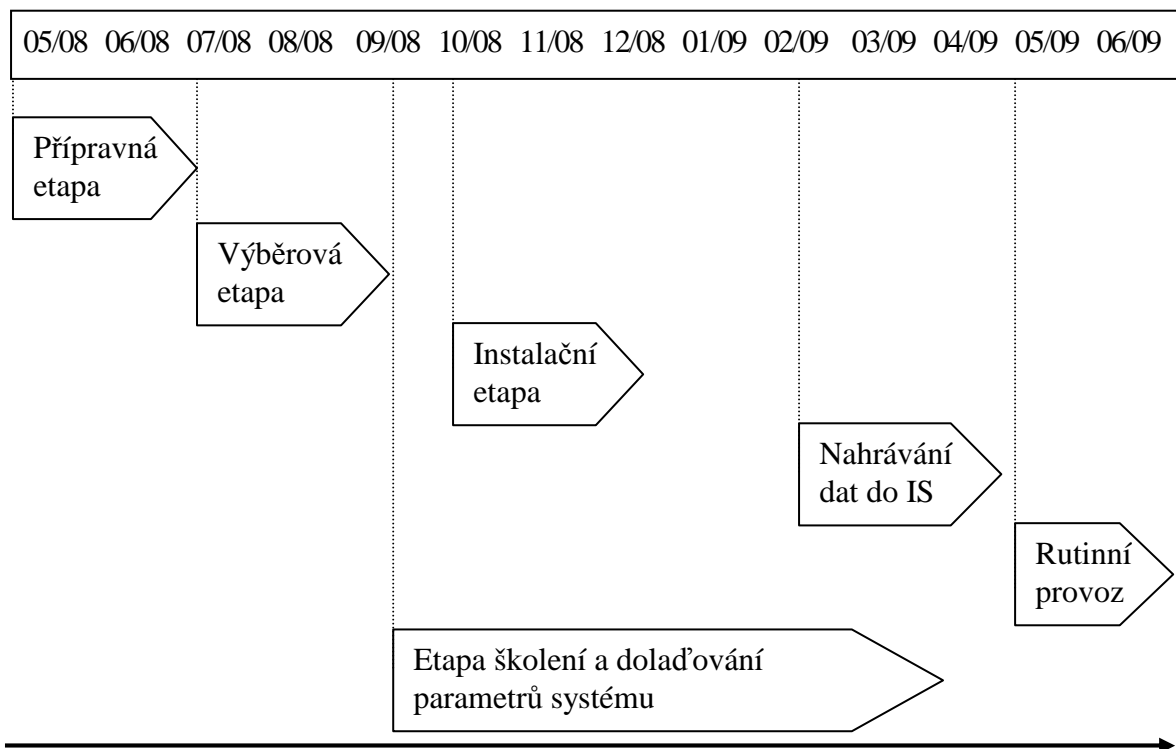 05/08 06/08 07/08 08/08 09/08 10/08 11/08 12/08 01/09 02/09 03/09 04/09 05/09 06/09
Přípravná
etapa
Výběrová
etapa
Instalační
etapa
Nahrávání
dat do IS
Rutinní
provoz
Etapa školení a dolaďování
parametrů systému